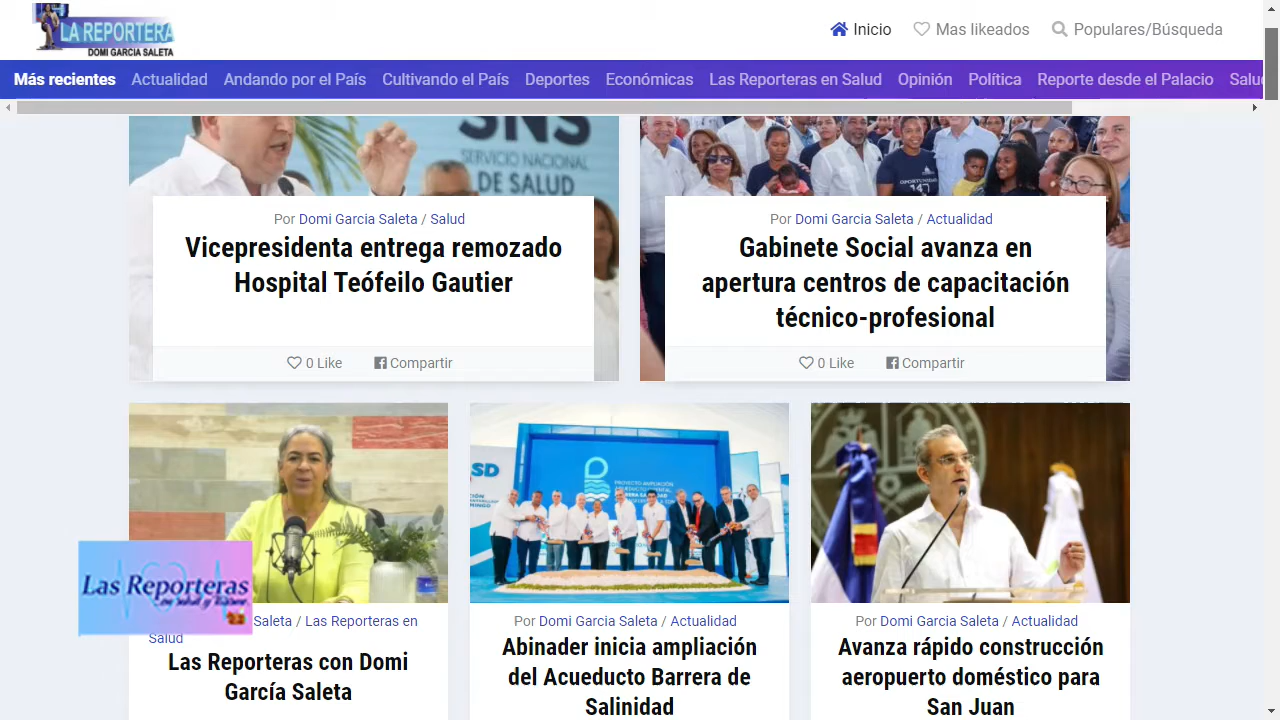 LA REPORTERA
DOMI GARCIA SALETA
Inicio
Mas likeados
Populares/Búsqueda
Más recientes
Actualidad
Andando por el País
Cultivando el País
Deportes
Económicas
Las Reporteras en Salud
Opinión
Política
Reporte desde el Palacio
Salu
SNS
SERVICIO NACIONAL
DE SALUD
OPORTUNIDAD
Por Domi Garcia Saleta / Salud
Vicepresidenta entrega remozado
Hospital Teófeilo Gautier
0 Like
Compartir
Por Domi Garcia Saleta / Actualidad
Gabinete Social avanza en
apertura centros de capacitación
técnico-profesional
0 Like
Compartir
Las Reporteras
Saleta / Las Reporteras en
Salud
Las Reporteras con Domi
García Saleta
SD
PROYECTO AMPLIACIÓN
Por Domi Garcia Saleta / Actualidad
Abinader inicia ampliación
del Acueducto Barrera de
Salinidad
Por Domi Garcia Saleta / Actualidad
Avanza rápido construcción
aeropuerto doméstico para
San Juan